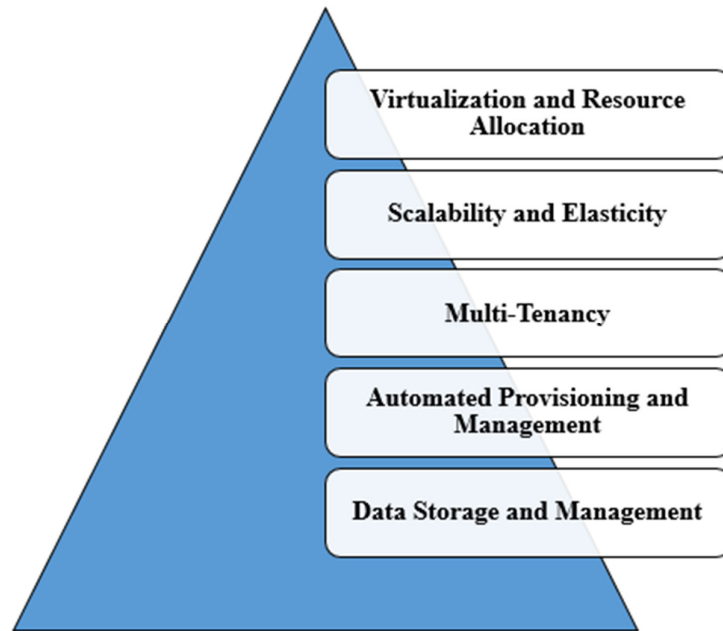 Virtualization and Resource
Allocation
Scalability and Elasticity
Multi-Tenancy
Automated Provisioning and
Management
Data Storage and Management